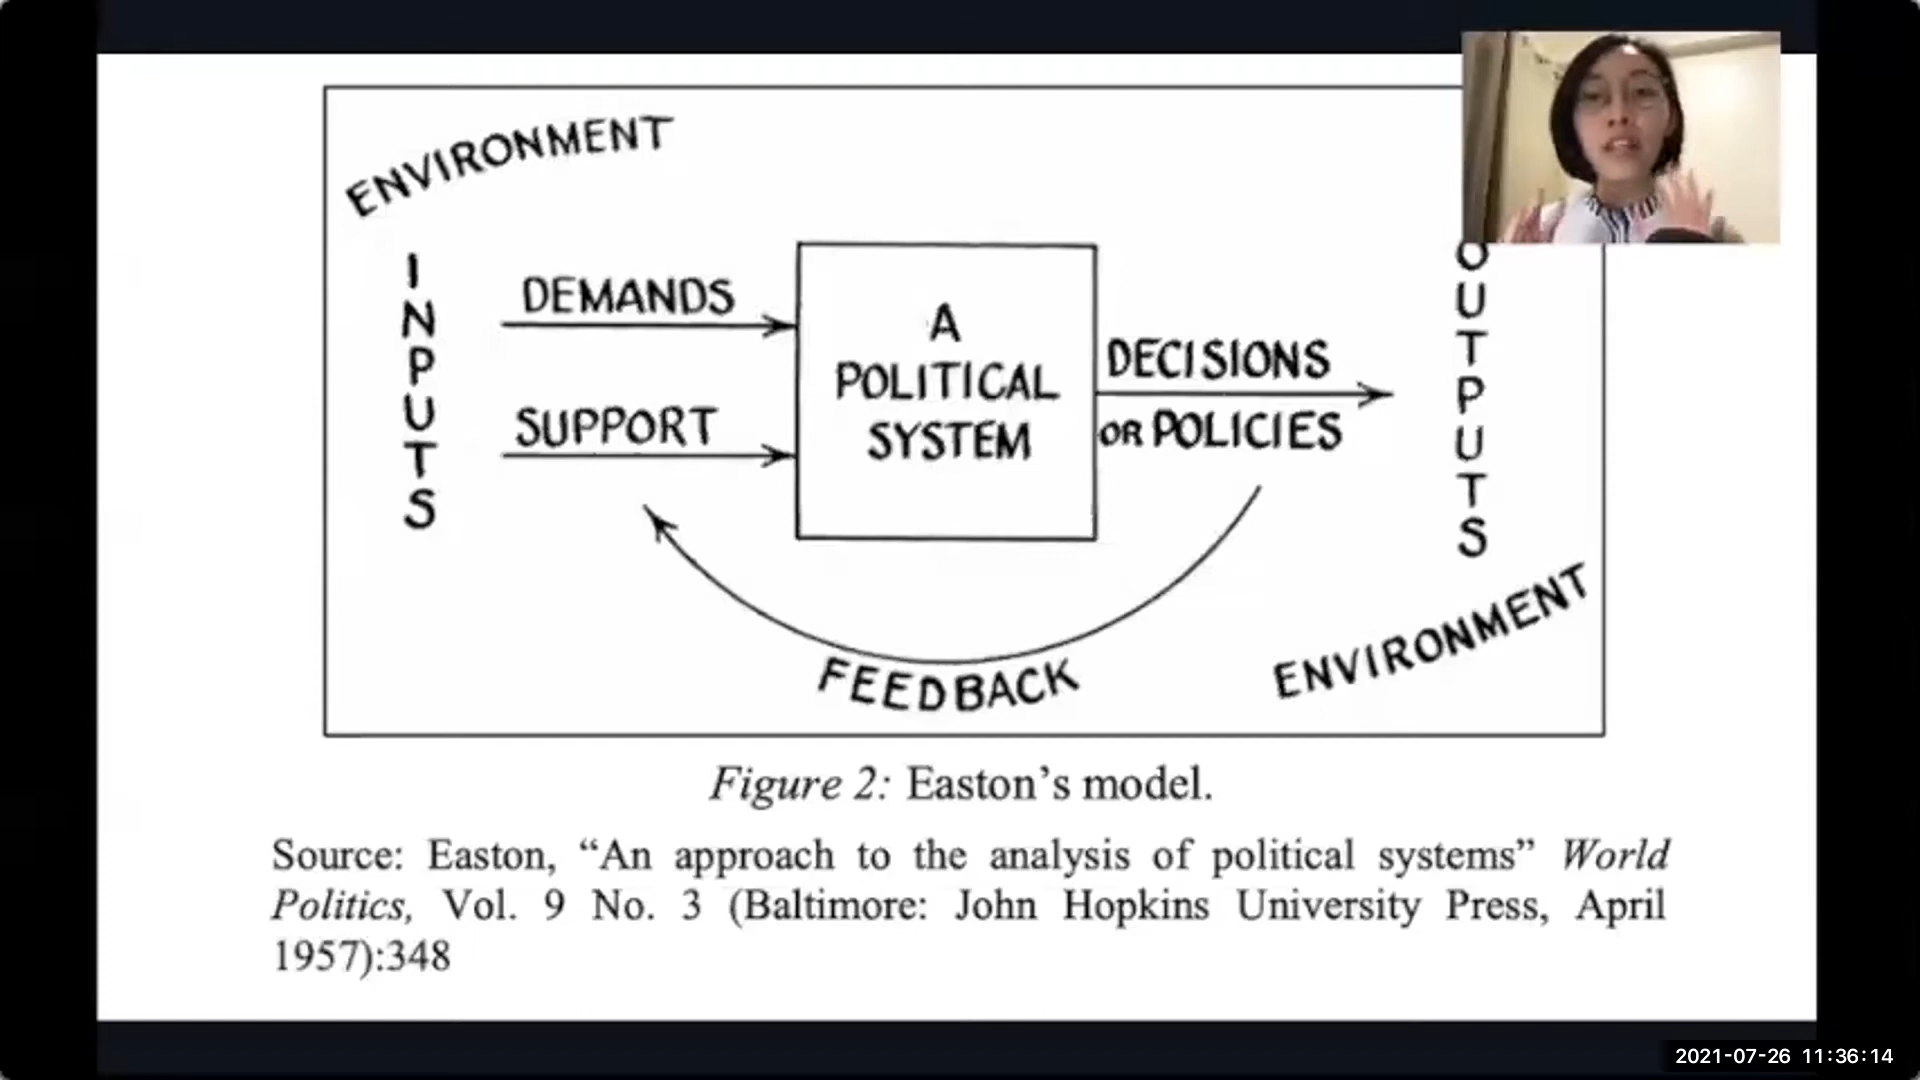 ENVIRONMENT
INPUTS
DEMANDS
SUPPORT
A
POLITICAL
SYSTEM
DECISIONS
OR POLICIES
OUTPUTS
FEEDBACK
ENVIRONMENT
Figure 2: Easton's model.
Source: Easton, “An approach to the analysis of political systems” World
Politics, Vol. 9 No. 3 (Baltimore: John Hopkins University Press, April
1957):348
2021-07-26 11:36:14